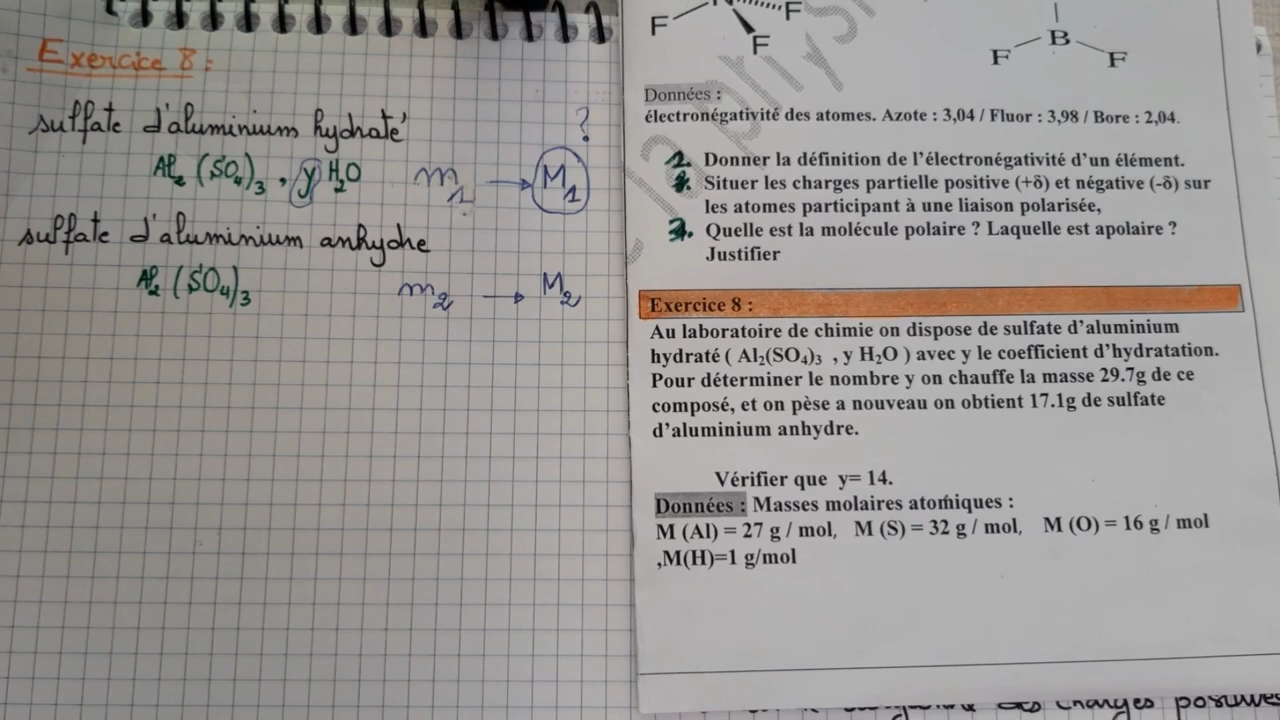 Exercice 8 :
sulfate d'aluminium hydraté
?
Al₂ (SO₄)₃ , y H₂O m₁ → M₁
sulfate d'aluminium anhydre
Al₂ (SO₄)₃ m₂ → M₂
F F
F
B
F F
Données :
électronégativité des atomes. Azote : 3,04 / Fluor : 3,98 / Bore : 2,04.
Donner la définition de l'électronégativité d'un élément.
Situer les charges partielle positive (+δ) et négative (-δ) sur
les atomes participant à une liaison polarisée,
3. Quelle est la molécule polaire ? Laquelle est apolaire ?
Justifier
Exercice 8 :
Au laboratoire de chimie on dispose de sulfate d'aluminium
hydraté ( Al₂(SO₄)₃ , y H₂O ) avec y le coefficient d'hydratation.
Pour déterminer le nombre y on chauffe la masse 29.7g de ce
composé, et on pèse a nouveau on obtient 17.1g de sulfate
d'aluminium anhydre.
Vérifier que y= 14.
Données : Masses molaires atomiques :
M (Al) = 27 g / mol, M (S) = 32 g / mol, M (O) = 16 g / mol
,M(H)=1 g/mol
charges positives